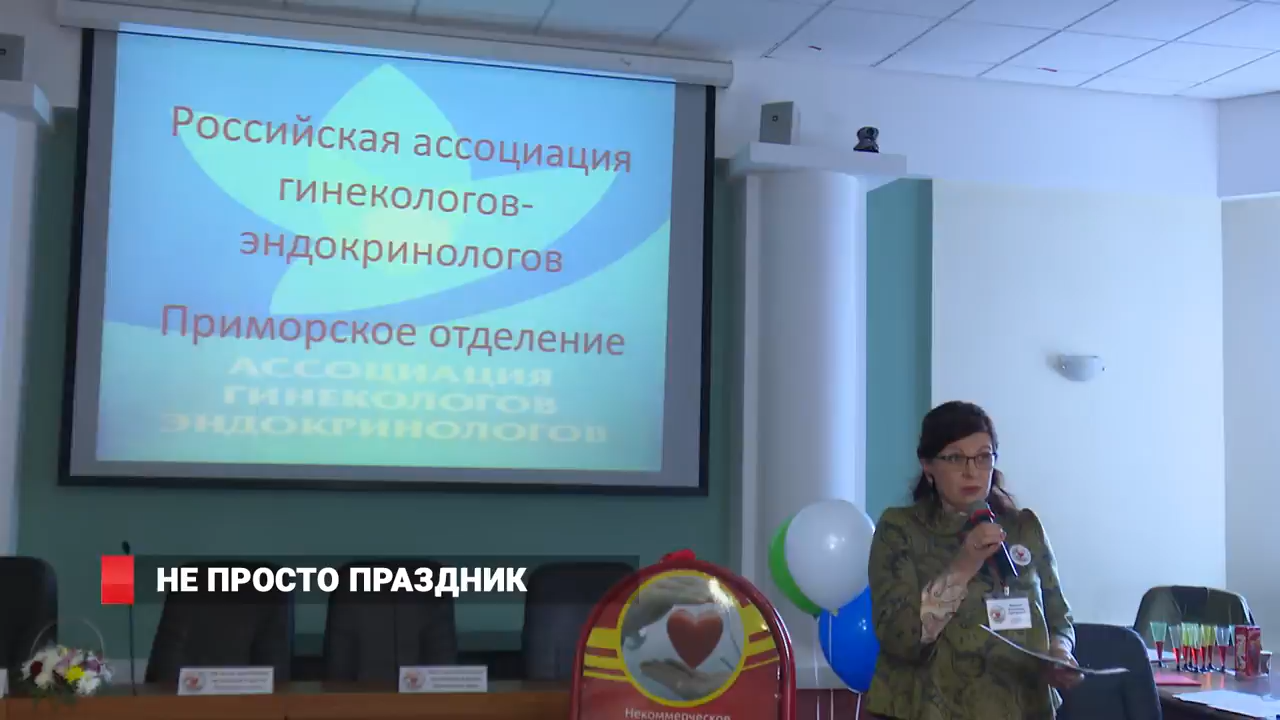 Российская ассоциация
гинекологов-
эндокринологов
Приморское отделение
АССОЦИАЦИЯ
ГИНЕКОЛОГОВ
ЭНДОКРИНОЛОГОВ
НЕ ПРОСТО ПРАЗДНИК
Некоммерческое